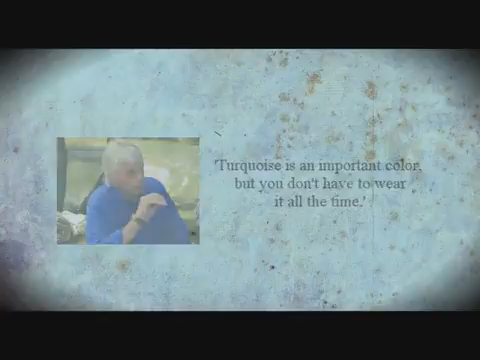 'Turquoise is an important color,
but you don't have to wear
it all the time.'